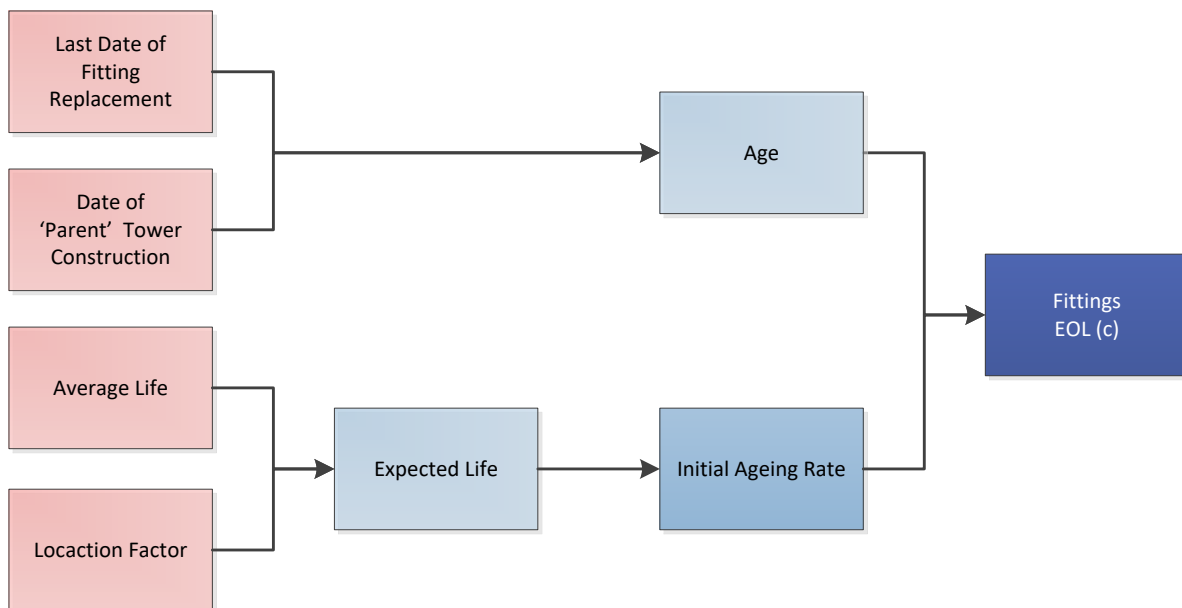 Last Date of
Fitting
Replacement
Age
Date of
‘Parent’ Tower
Construction
Fittings
EOL (c)
Average Life
Expected Life
Initial Ageing Rate
Locaction Factor